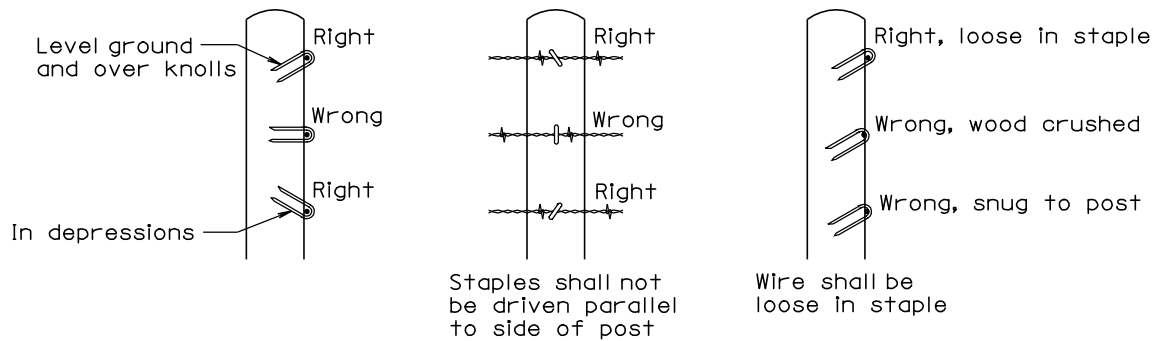 Level ground
and over knolls
Right
Wrong
Right
In depressions
Right
Wrong
Right
Staples shall not
be driven parallel
to side of post
Right, loose in staple
Wrong, wood crushed
Wrong, snug to post
Wire shall be
loose in staple